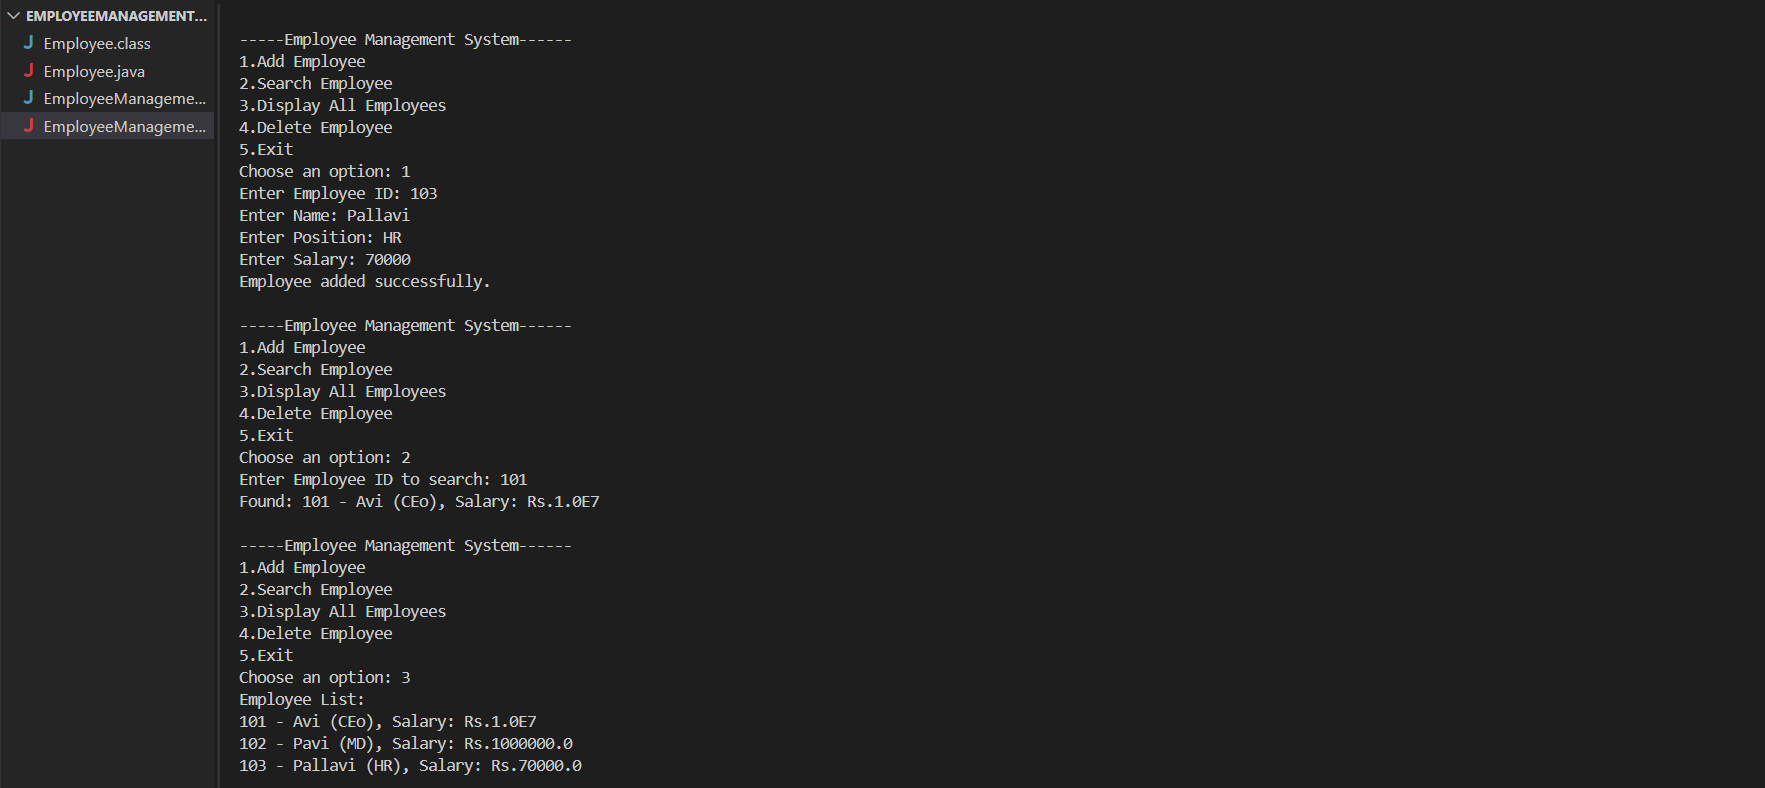 EMPLOYEEMANAGEMENT...
Employee.class
Employee.java
EmployeeManageme...
EmployeeManageme...
-----Employee Management System------
1.Add Employee
2.Search Employee
3.Display All Employees
4.Delete Employee
5.Exit
Choose an option: 1
Enter Employee ID: 103
Enter Name: Pallavi
Enter Position: HR
Enter Salary: 70000
Employee added successfully.
-----Employee Management System------
1.Add Employee
2.Search Employee
3.Display All Employees
4.Delete Employee
5.Exit
Choose an option: 2
Enter Employee ID to search: 101
Found: 101 - Avi (CEo), Salary: Rs.1.0E7
-----Employee Management System------
1.Add Employee
2.Search Employee
3.Display All Employees
4.Delete Employee
5.Exit
Choose an option: 3
Employee List:
101 - Avi (CEo), Salary: Rs.1.0E7
102 - Pavi (MD), Salary: Rs.1000000.0
103 - Pallavi (HR), Salary: Rs.70000.0